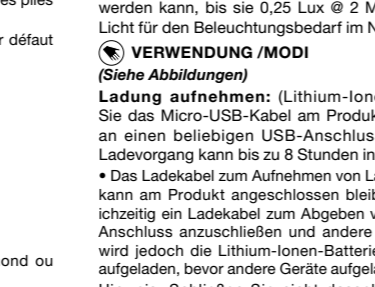 es piles
r défaut
ond ou
werden kann, bis sie 0,25 Lux @ 2 M
Licht für den Beleuchtungsbedarf im N
VERWENDUNG /MODI
(Siehe Abbildungen)
Ladung aufnehmen: (Lithium-Ion
Sie das Micro-USB-Kabel am Produk
an einen beliebigen USB-Anschlus
Ladevorgang kann bis zu 8 Stunden in
• Das Ladekabel zum Aufnehmen von La
kann am Produkt angeschlossen bleib
ichzeitig ein Ladekabel zum Abgeben v
Anschluss anzuschließen und andere
wird jedoch die Lithium-Ionen-Batterie
aufgeladen, bevor andere Geräte aufgela